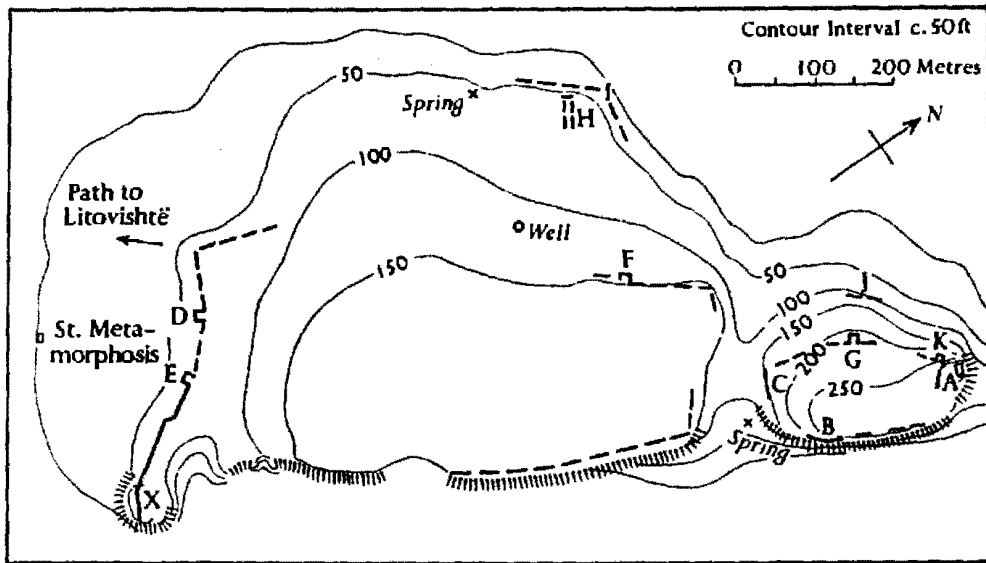 Contour Interval c. 50 ft
0 100 200 Metres
N
50
Spring
I
H
100
Path to
Litovishtë
Well
150
F
50
J
100
150
200
G
K
A
C
250
B
Spring
D
St. Meta-
morphosis
E
X